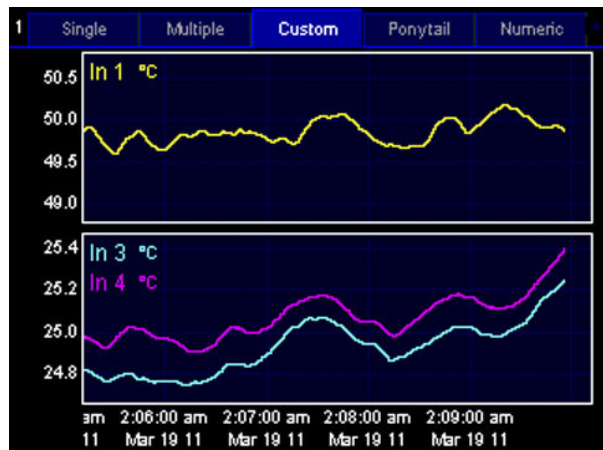 1 Single Multiple Custom Ponytail Numeric
In 1 °C
50.5
50.0
49.5
49.0
In 3 °C
In 4 °C
25.4
25.2
25.0
24.8
am 2:06:00 am 2:07:00 am 2:08:00 am 2:09:00 am
11 Mar 19 11 Mar 19 11 Mar 19 11 Mar 19 11